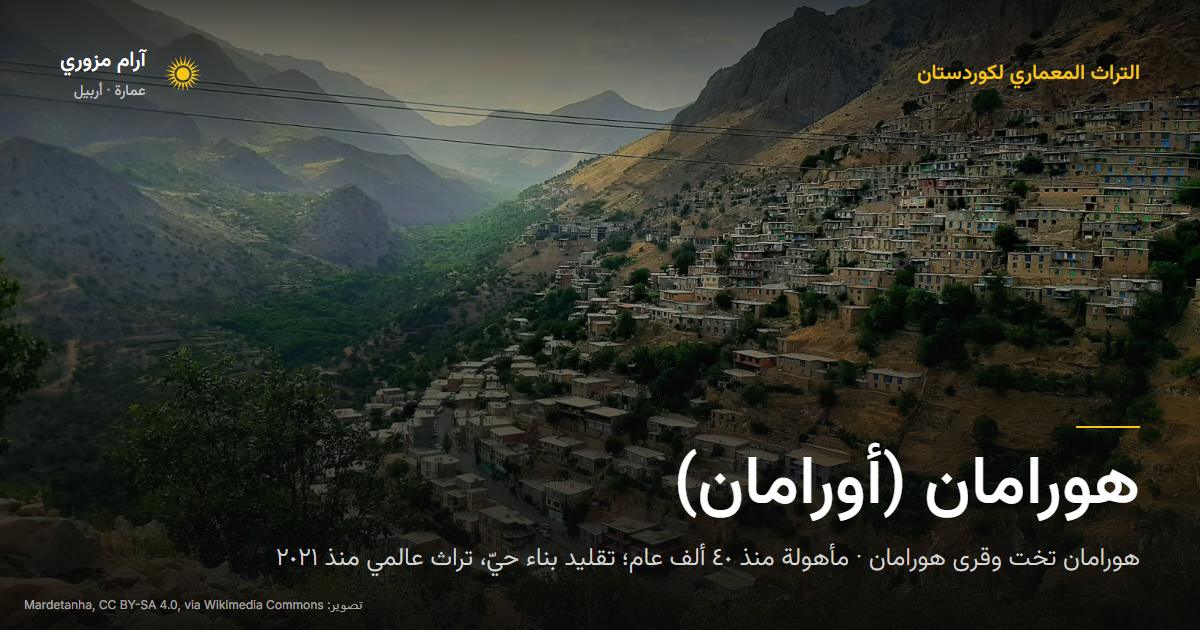 التراث المعماري لكوردستان
آرام مزوري
عمارة · أربيل
هورامان (أورامان)
هورامان تخت وقرى هورامان · مأهولة منذ ٤٠ ألف عام؛ تقليد بناء حيّ، تراث عالمي منذ ٢٠٢١
تصوير: Mardetanha, CC BY-SA 4.0, via Wikimedia Commons